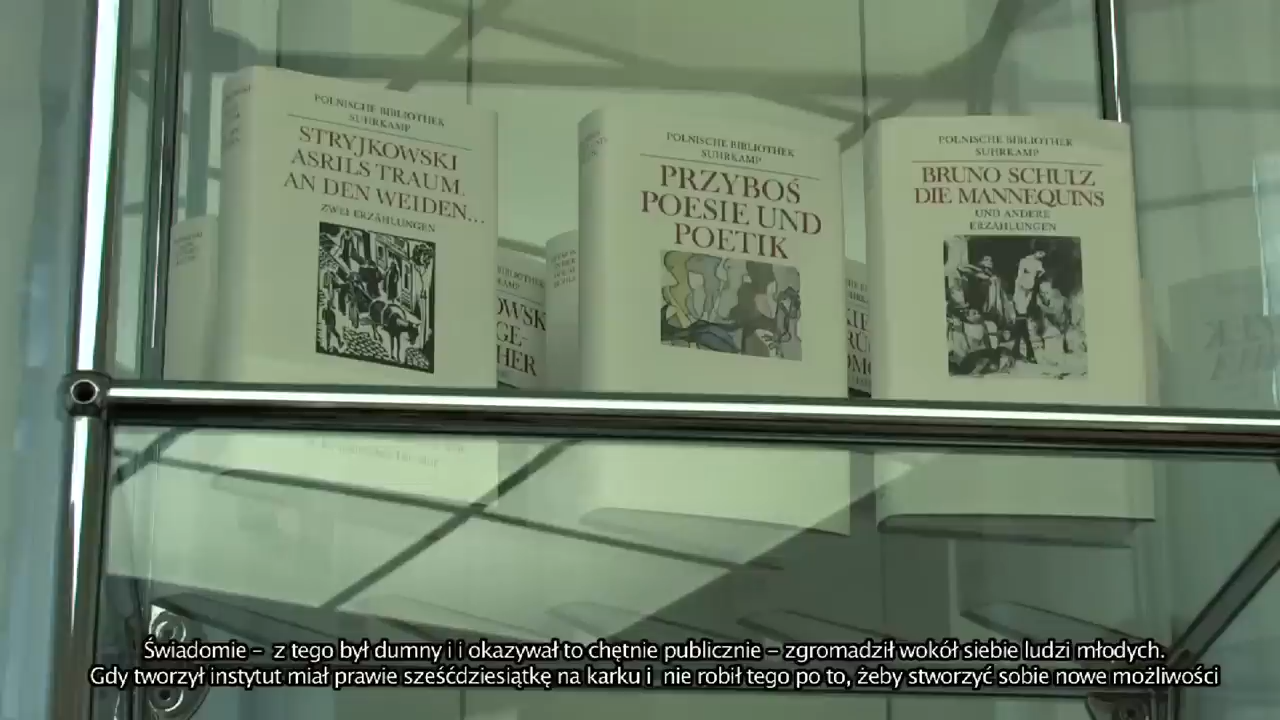 POLNISCHE BIBLIOTHEK
SUHRKAMP
STRYJKOWSKI
ASRILS TRAUM.
AN DEN WEIDEN...
ZWEI ERZÄHLUNGEN
POLNISCHE BIBLIOTHEK
SUHRKAMP
PRZYBOŚ
POESIE UND
POETIK
POLNISCHE BIBLIOTHEK
SUHRKAMP
BRUNO SCHULZ
DIE MANNEQUINS
UND ANDERE
ERZÄHLUNGEN
Świadomie – z tego był dumny i i okazywał to chętnie publicznie – zgromadził wokół siebie ludzi młodych.
Gdy tworzył instytut miał prawie sześćdziesiątkę na karku i nie robił tego po to, żeby stworzyć sobie nowe możliwości